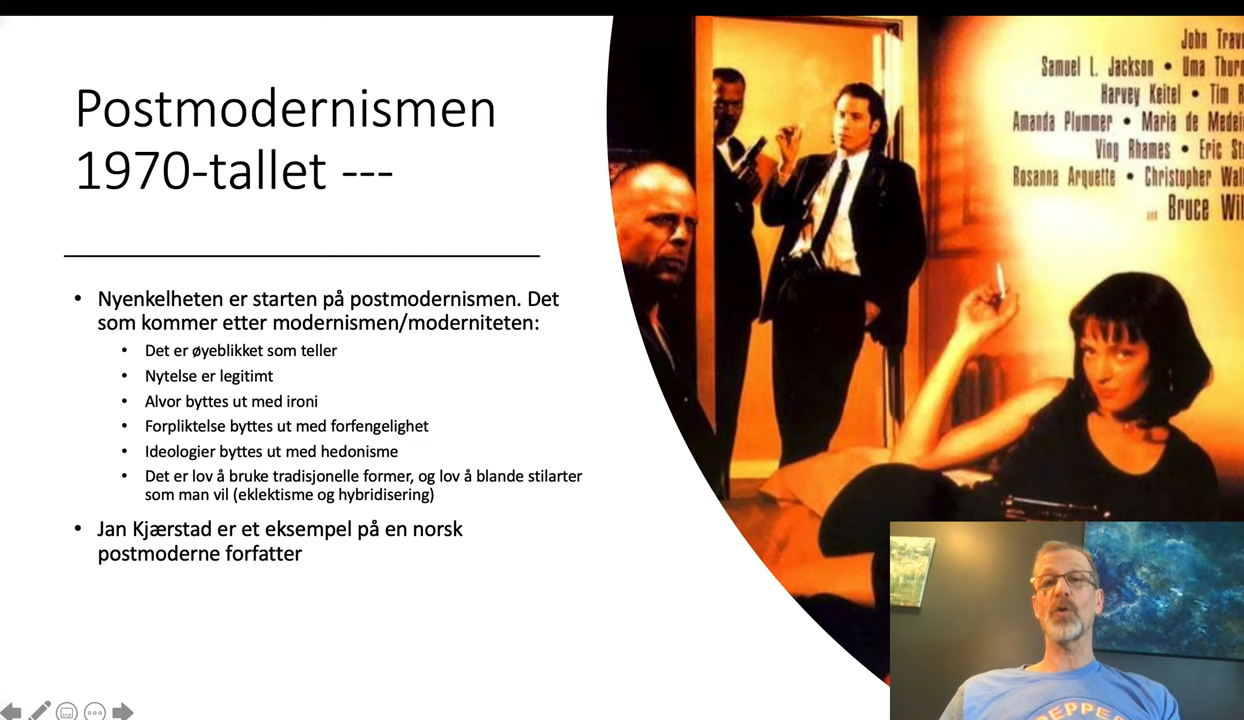 Postmodernismen
1970-tallet ---
• Nyenkelheten er starten på postmodernismen. Det
som kommer etter modernismen/moderniteten:
• Det er øyeblikket som teller
• Nytelse er legitimt
• Alvor byttes ut med ironi
• Forpliktelse byttes ut med forfengelighet
• Ideologier byttes ut med hedonisme
• Det er lov å bruke tradisjonelle former, og lov å blande stilarter
som man vil (eklektisme og hybridisering)
• Jan Kjærstad er et eksempel på en norsk
postmoderne forfatter
John Trav
Samuel L. Jackson • Uma Thur
Harvey Keitel • Tim R
Amanda Plummer • Maria de Medei
Ving Rhames • Eric St
Rosanna Arquette • Christopher Wal
and Bruce Wil
PEPPE